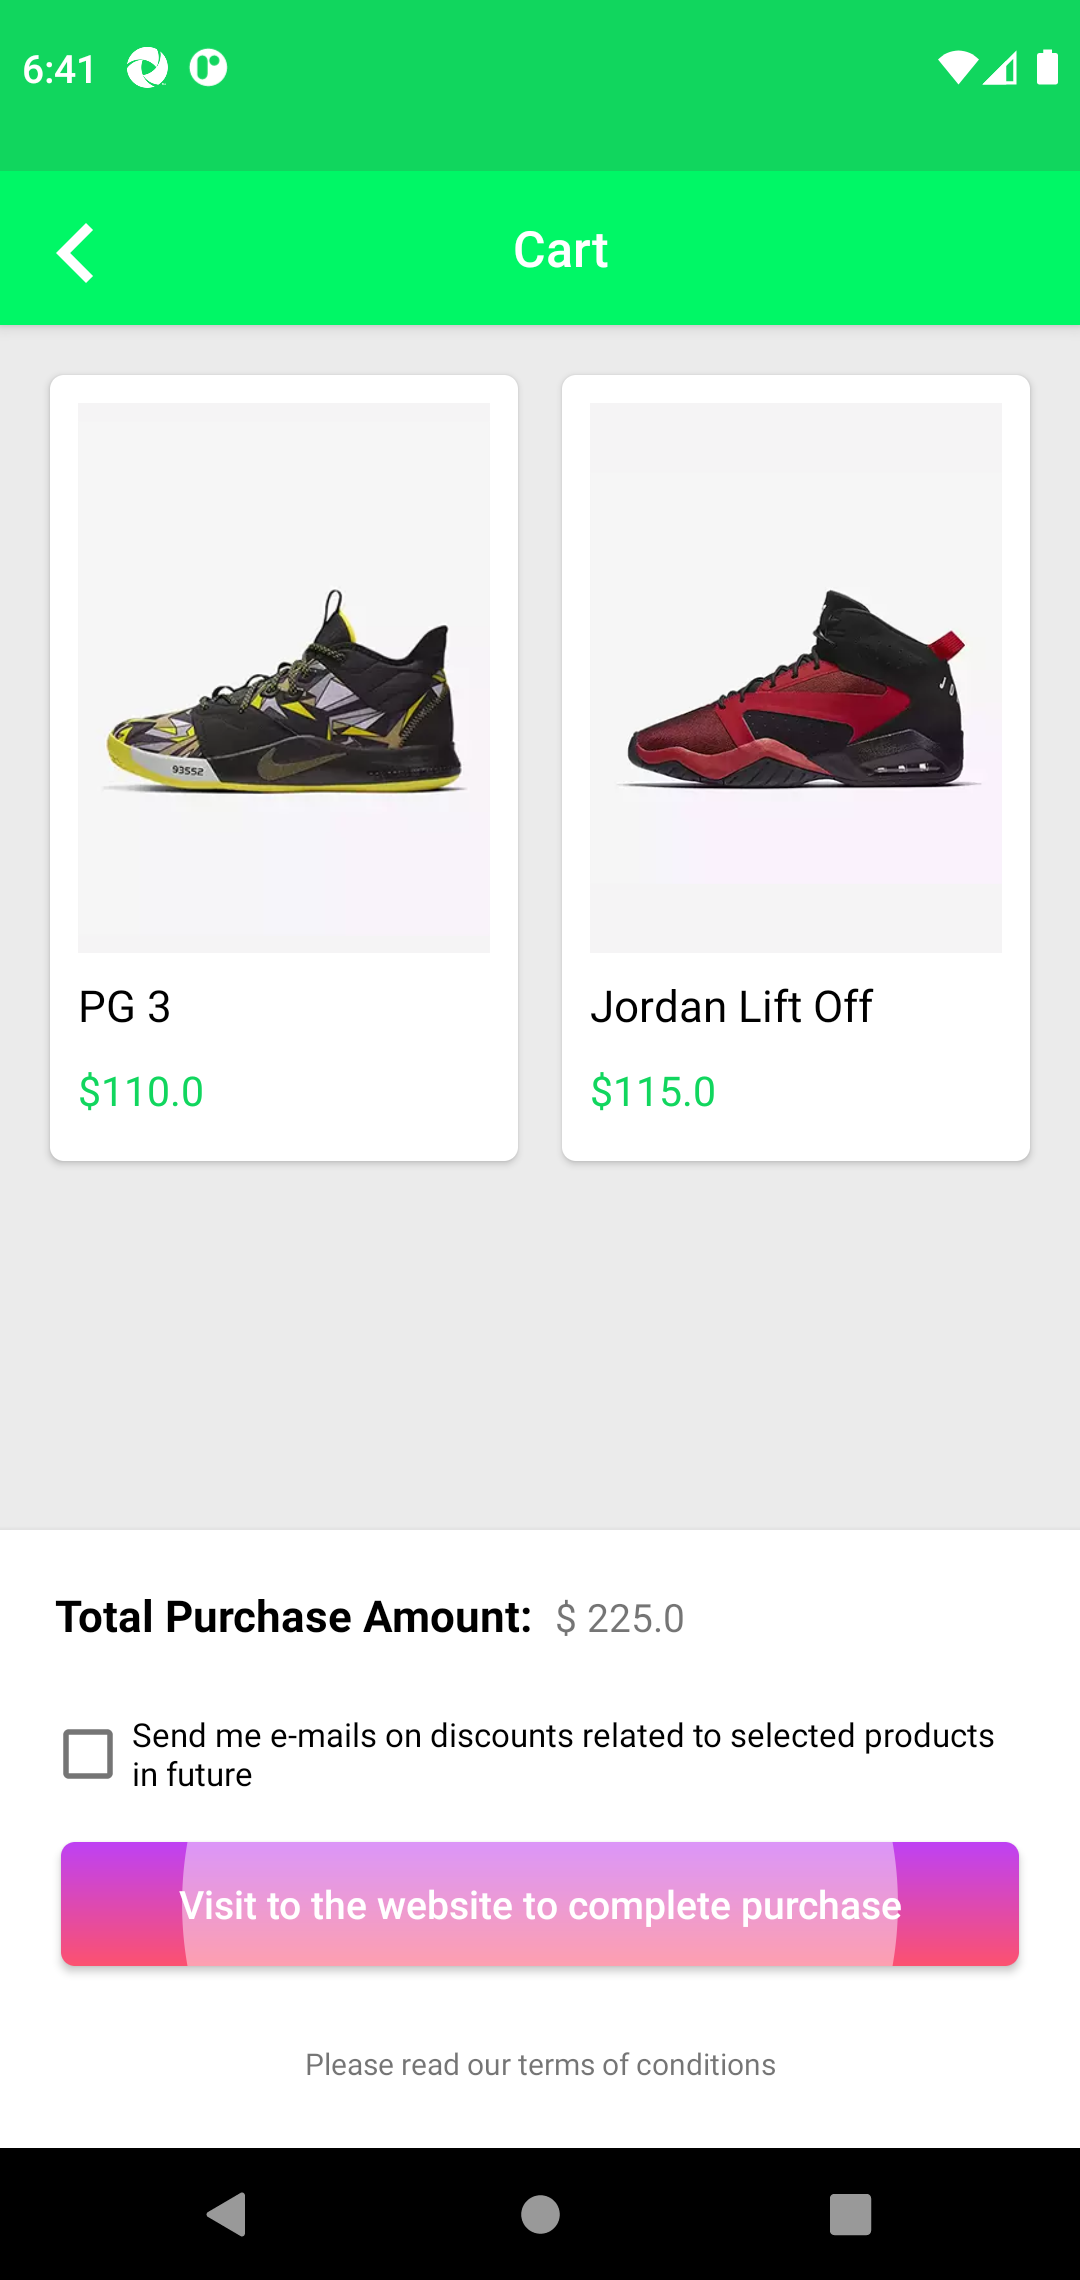 6:41
Cart
93552
PG 3
Jordan Lift Off
$110.0
$115.0
Total Purchase Amount: $ 225.0
Send me e-mails on discounts related to selected products
in future
Visit to the website to complete purchase
Please read our terms of conditions